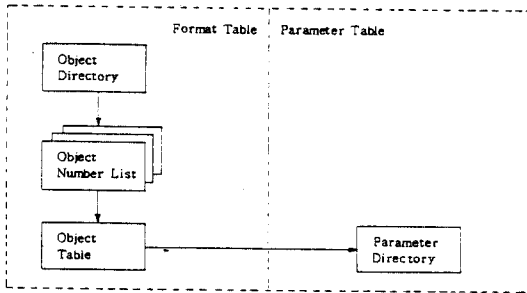 Format Table
Parameter Table
Object
Directory
Object
Number List
Object
Table
Parameter
Directory